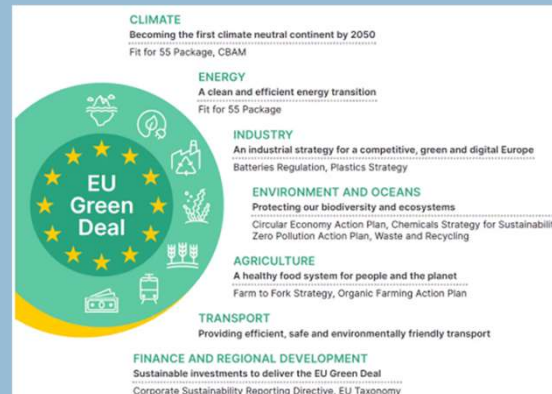 CLIMATE
Becoming the first climate neutral continent by 2050
Fit for 55 Package, CBAM
ENERGY
A clean and efficient energy transition
Fit for 55 Package
INDUSTRY
An industrial strategy for a competitive, green and digital Europe
Batteries Regulation, Plastics Strategy
EU
Green
Deal
ENVIRONMENT AND OCEANS
Protecting our biodiversity and ecosystems
Circular Economy Action Plan, Chemicals Strategy for Sustainabilit
Zero Pollution Action Plan, Waste and Recycling
AGRICULTURE
A healthy food system for people and the planet
Farm to Fork Strategy, Organic Farming Action Plan
TRANSPORT
Providing efficient, safe and environmentally friendly transport
FINANCE AND REGIONAL DEVELOPMENT
Sustainable investments to deliver the EU Green Deal
Corporate Sustainability Reporting Directive, EU Taxonomy